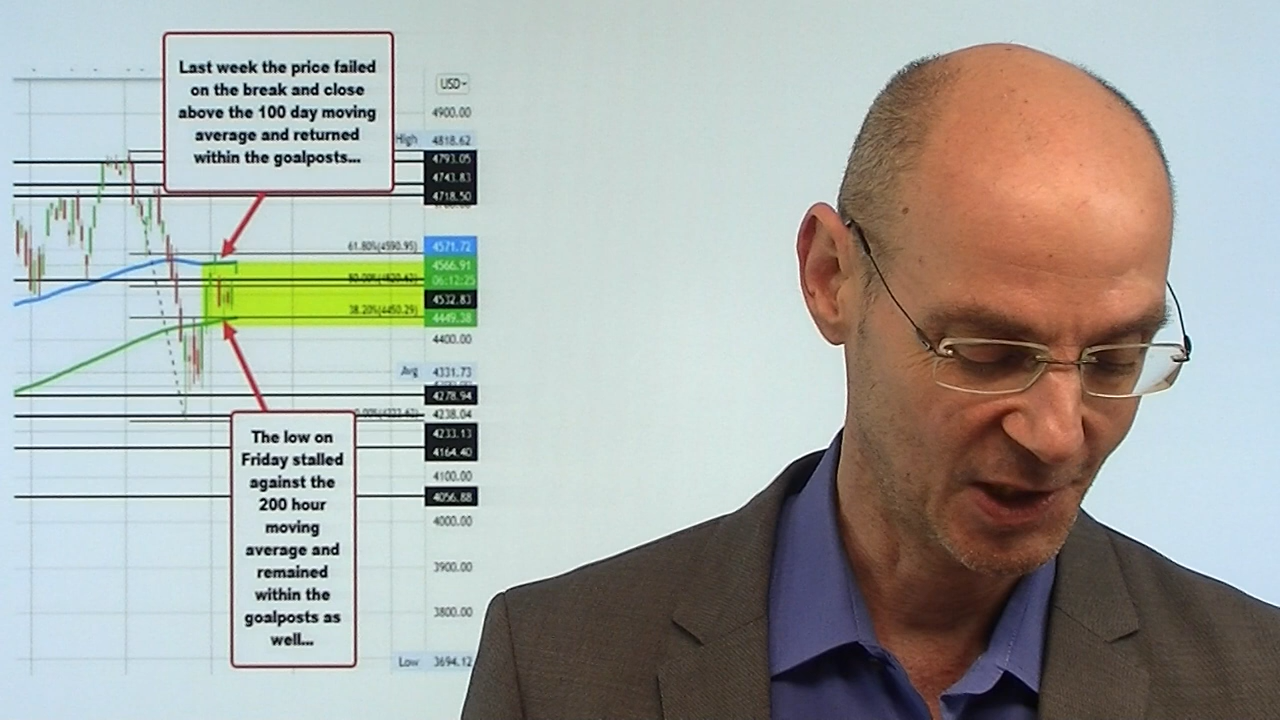 Last week the price failed
on the break and close
above the 100 day moving
average and returned
within the goalposts...
USD
4900.00
High 4818.62
4793.05
4743.83
4718.50
61.80%(4590.95) 4571.72
4566.91
06:12:25
4532.83
38.20%(4450.29) 4449.38
4400.00
Avg 4331.73
4278.94
4238.04
4233.13
4164.40
4100.00
4056.88
4000.00
3900.00
3800.00
Low 3694.12
The low on
Friday stalled
against the
200 hour
moving
average and
remained
within the
goalposts as
well...